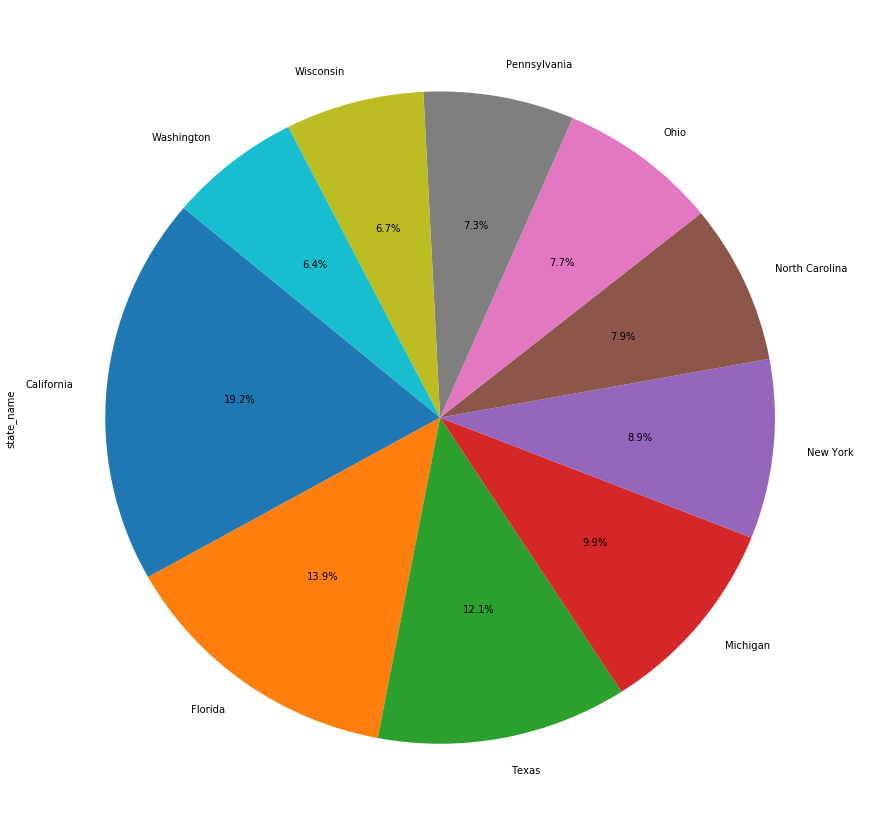 Pennsylvania
Wisconsin
Ohio
Washington
7.3%
6.7%
7.7%
6.4%
North Carolina
7.9%
California
19.2%
state_name
8.9%
New York
9.9%
13.9%
12.1%
Michigan
Florida
Texas